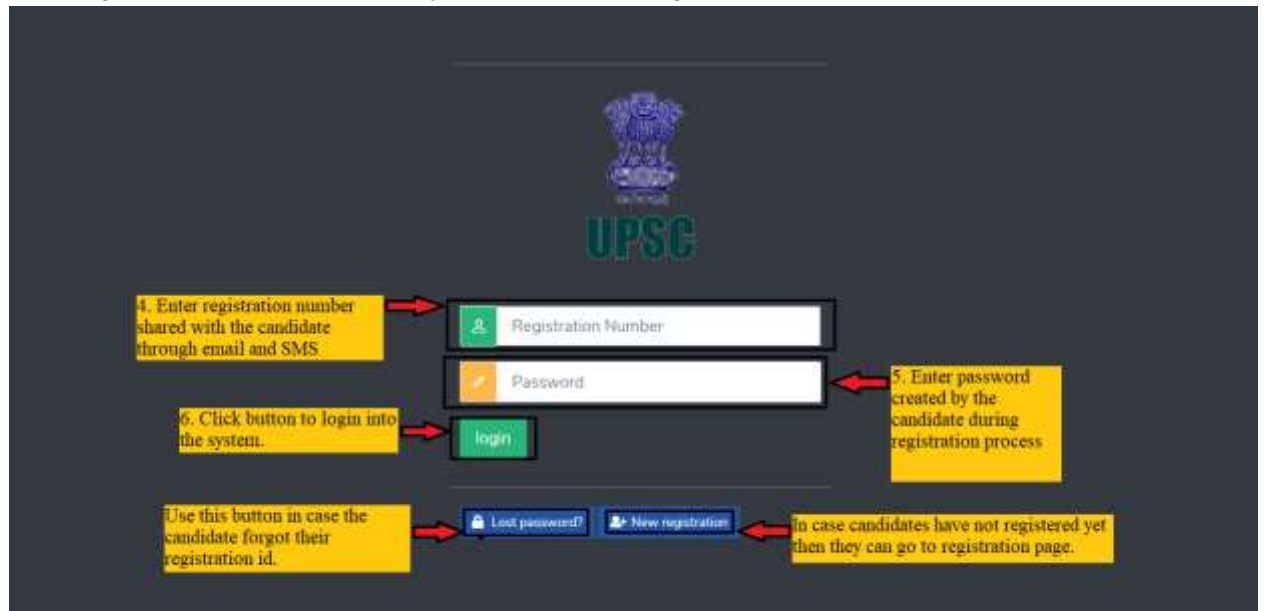 UPSC
4. Enter registration number
shared with the candidate
through email and SMS
Registration Number
Password
5. Enter password
created by the
candidate during
registration process
6. Click button to login into
the system.
login
Use this button in case the
candidate forgot their
registration id.
Lost password?
New registration
In case candidates have not registered yet
then they can go to registration page.